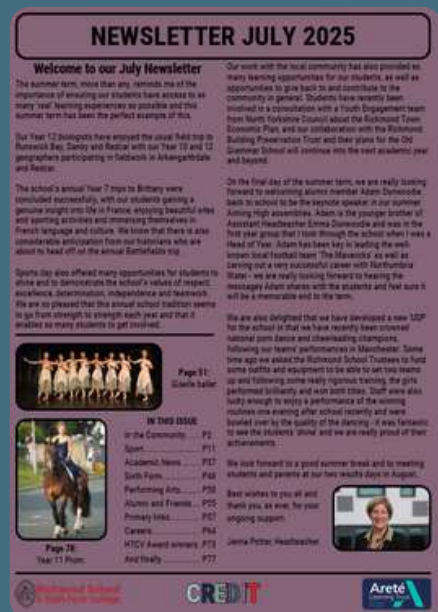 NEWSLETTER JULY 2025
Welcome to our July Newsletter
The summer term, more than any, reminds me of the
importance of ensuring our students have access to so
many 'real' learning experiences as possible and this
summer term has been the perfect example of this.
Our Year 12 biologists have enjoyed the usual field trip to
Runswick Bay, Sandy and Redcar with our Year 10 and 12
geographers participating in fieldwork in Arkengarthdale
and Redcar.
The school's annual Year 7 trips to Brittany were
concluded successfully, with our students gaining a
genuine insight into life in France, enjoying beautiful sites
and sporting activities and immersing themselves in
French language and culture. We know that there is also
considerable anticipation from our historians who are
about to head off on the annual Battlefields trip.
Sports day also offered many opportunities for students to
shine and to demonstrate the school's values of respect,
excellence, determination, independence and teamwork.
We are so pleased that this annual school tradition seems
to go from strength to strength each year and that it
enables so many students to get involved.
Page 51:
Giselle ballet
Page 78:
Year 11 Prom.
IN THIS ISSUE
In the Community P2
Sport P11
Academic News P37
Sixth Form P48
Performing Arts P50
Alumni and Friends P55
Primary links P57
Careers P64
HTCV Award winners P73
And finally P77
Our work with the local community has also provided so
many learning opportunities for our students, as well as
opportunities to give back to and contribute to the
community in general. Students have recently been
involved in a consultation with a Youth Engagement team
from North Yorkshire Council about the Richmond Town
Economic Plan, and our collaboration with the Richmond
Building Preservation Trust and their plans for the Old
Grammar School will continue into the next academic year
and beyond.
On the final day of the summer term, we are really looking
forward to welcoming alumni member Adam Dunwoodie
back to school to be the keynote speaker in our summer
Aiming High assemblies. Adam is the younger brother of
Assistant Headteacher Emma Dunwoodie and was in the
first year group that I took through the school when I was a
Head of Year. Adam has been key in leading the well-
known local football team 'The Mavericks' as well as
carving out a very successful career with Northumbria
Water - we are really looking forward to hearing the
messages Adam shares with the students and feel sure it
will be a memorable end to the term.
We are also delighted that we have developed a new 'USP'
for the school in that we have recently been crowned
national pom dance and cheerleading champions,
following our teams' performances in Manchester. Some
time ago we asked the Richmond School Trustees to fund
some outfits and equipment to be able to set two teams
up and following some really rigorous training, the girls
performed brilliantly and won both cities. Staff were also
lucky enough to enjoy a performance of the winning
routines one evening after school recently and were
bowled over by the quality of the dancing - it was fantastic
to see the students 'shine' and we are really proud of their
achievements.
We look forward to a good summer break and to meeting
students and parents at our two results days in August.
Best wishes to you all and
thank you, as ever, for your
ongoing support.
Jenna Potter, Headteacher.
Richmond School
& Sixth Form College
CREDIT
Areté
Learning Trust